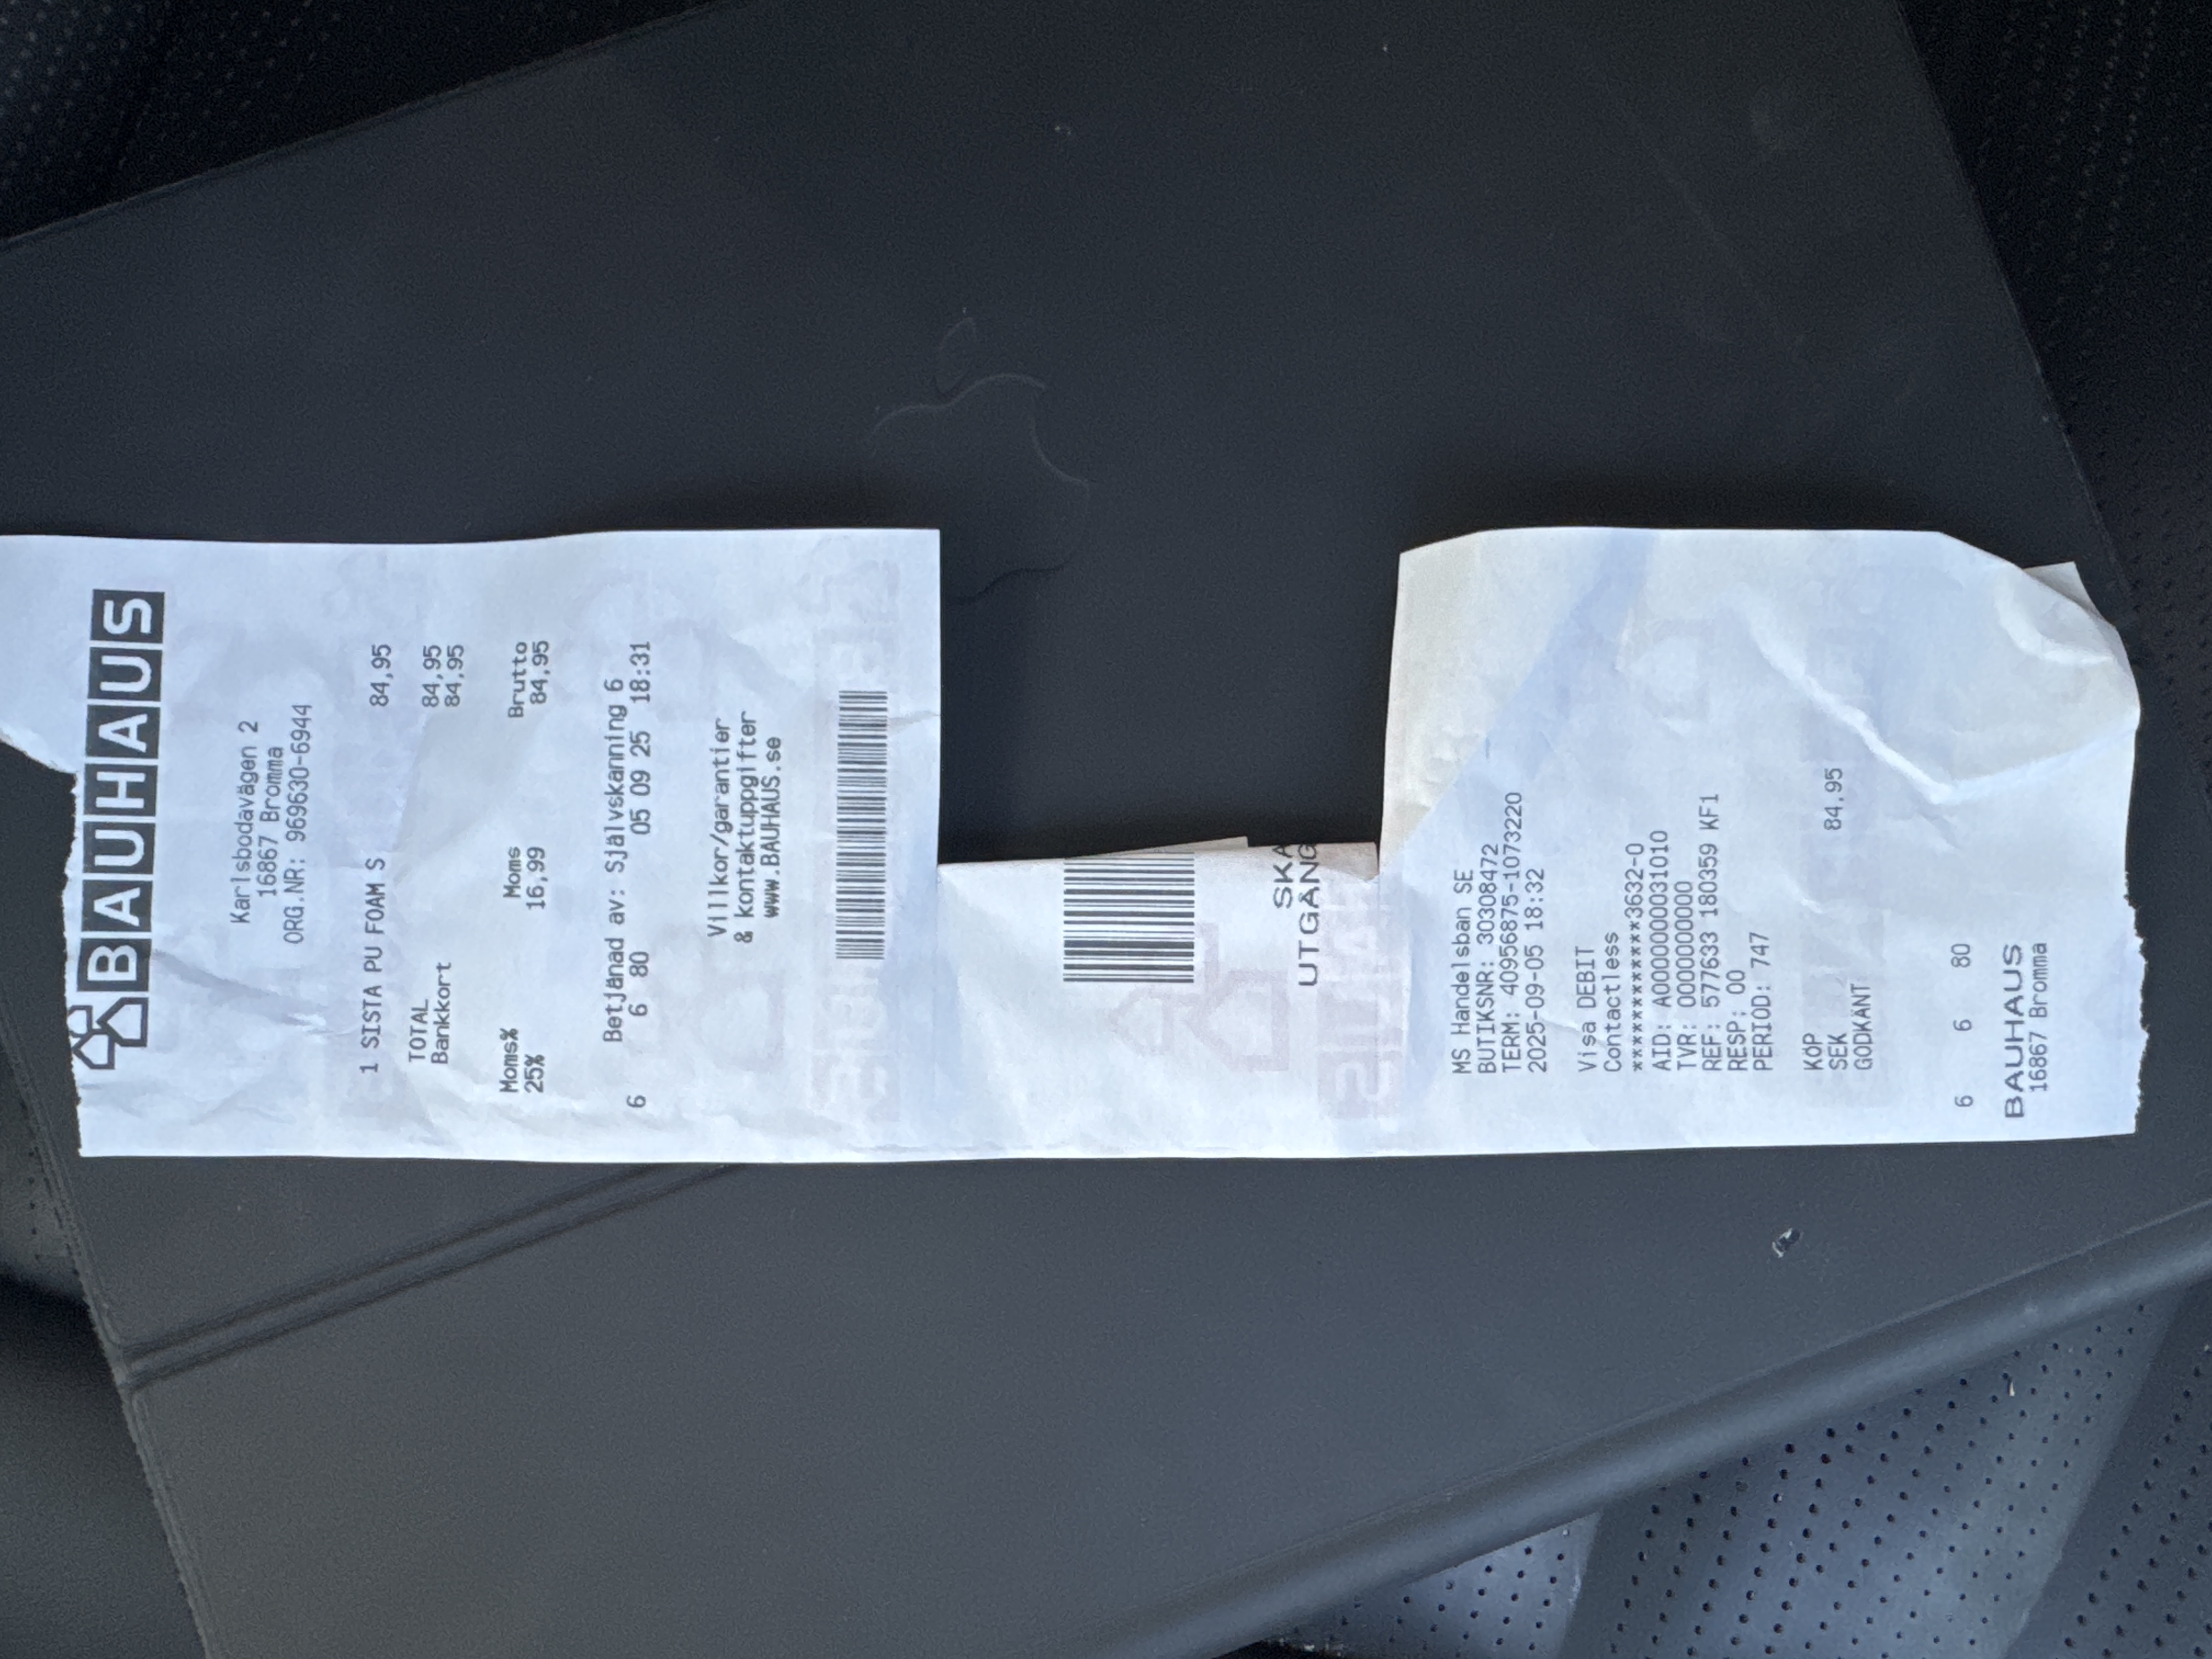 BAUHAUS
Karlsbodavägen 2
16867 Bromma
ORG.NR: 969630-6944
1 SISTA PU FOAM S 84,95
TOTAL 84,95
Bankkort 84,95
Moms% Moms Brutto
25% 16,99 84,95
Betjänad av: Självskanning 6
6 6 80 05 09 25 18:31
Villkor/garantier
& kontaktuppgifter
www.BAUHAUS.se
SKA
UTGÅNG
MS Handelsban SE
BUTIKSNR: 30308472
TERM: 40956875-1073220
2025-09-05 18:32
Visa DEBIT
Contactless
************3632-0
AID: A0000000031010
TVR: 0000000000
REF: 577633 180359 KF1
RESP: 00
PERIOD: 747
KÖP
SEK 84.95
GODKÄNT
6 6 80
BAUHAUS
16867 Bromma